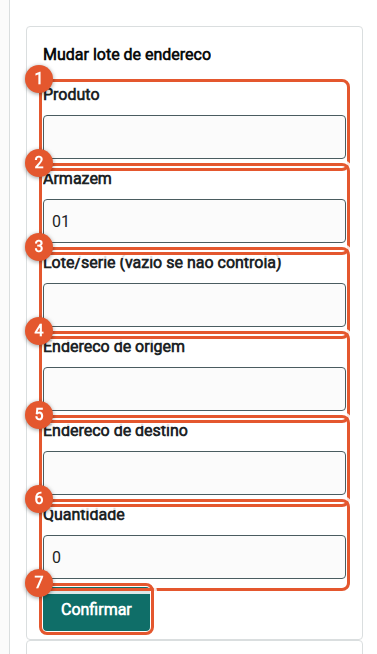 Mudar lote de endereco
1
Produto
2
Armazem
01
3
Lote/serie (vazio se nao controla)
4
Endereco de origem
5
Endereco de destino
6
Quantidade
0
7
Confirmar